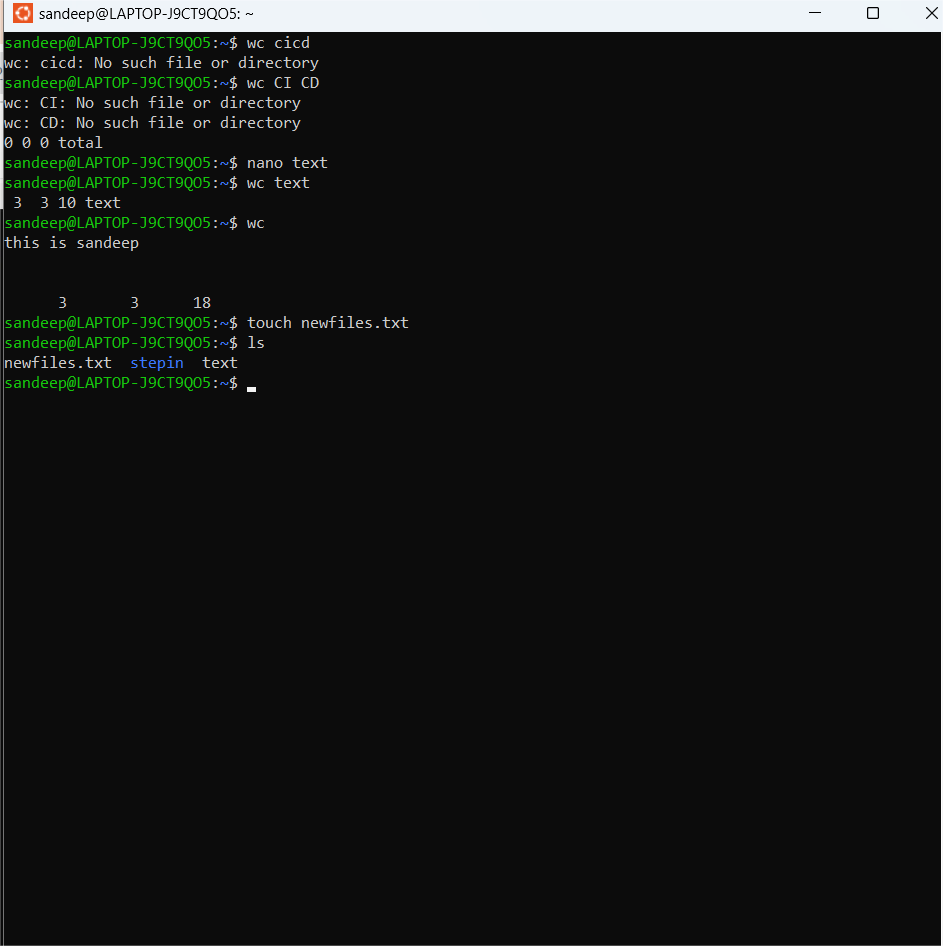 sandeep@LAPTOP-J9CT9QO5: ~
sandeep@LAPTOP-J9CT9QO5:~$ wc cicd
wc: cicd: No such file or directory
sandeep@LAPTOP-J9CT9QO5:~$ wc CI CD
wc: CI: No such file or directory
wc: CD: No such file or directory
0 0 0 total
sandeep@LAPTOP-J9CT9QO5:~$ nano text
sandeep@LAPTOP-J9CT9QO5:~$ wc text
 3  3 10 text
sandeep@LAPTOP-J9CT9QO5:~$ wc
this is sandeep
      3       3      18
sandeep@LAPTOP-J9CT9QO5:~$ touch newfiles.txt
sandeep@LAPTOP-J9CT9QO5:~$ ls
newfiles.txt  stepin  text
sandeep@LAPTOP-J9CT9QO5:~$